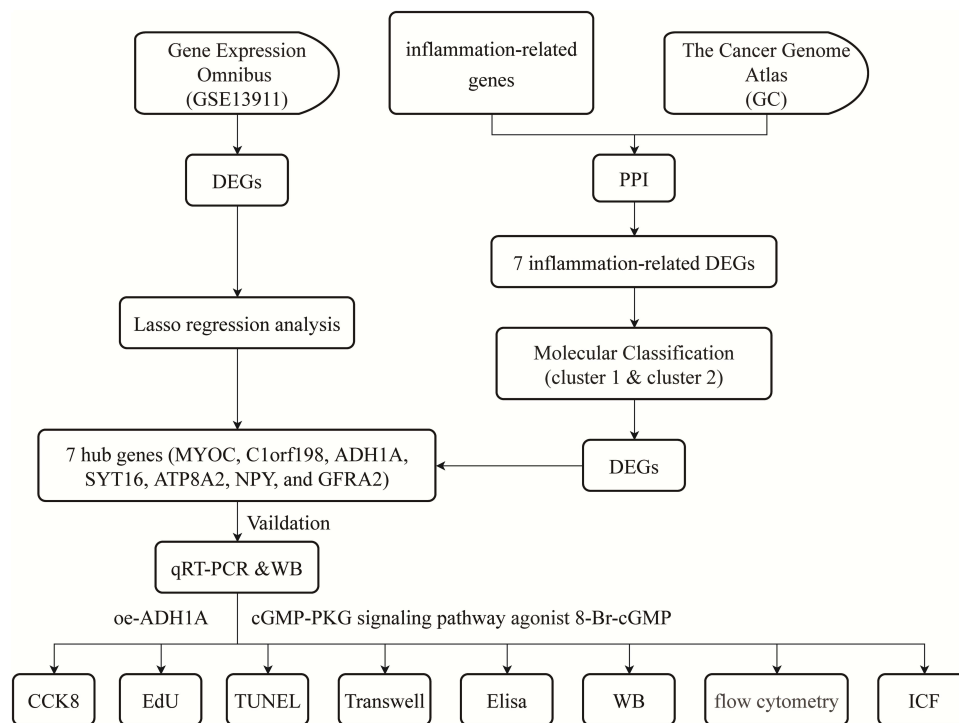 Gene Expression
Omnibus
(GSE13911)
inflammation-related
genes
The Cancer Genome
Atlas
(GC)
DEGs
PPI
7 inflammation-related DEGs
Lasso regression analysis
Molecular Classification
(cluster 1 & cluster 2)
7 hub genes (MYOC, C1orf198, ADH1A,
SYT16, ATP8A2, NPY, and GFRA2)
DEGs
Vaildation
qRT-PCR &WB
oe-ADH1A
cGMP-PKG signaling pathway agonist 8-Br-cGMP
CCK8
EdU
TUNEL
Transwell
Elisa
WB
flow cytometry
ICF